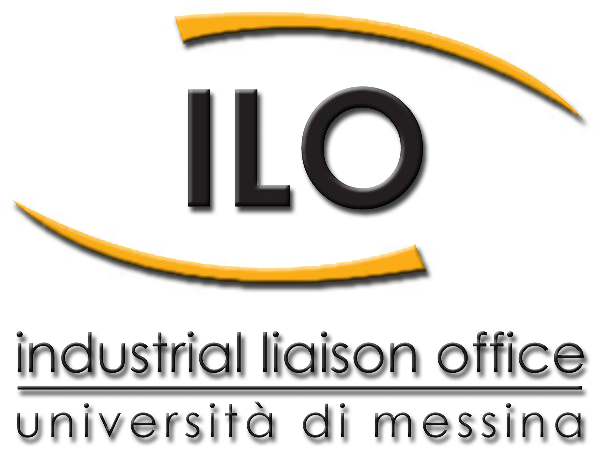 ILO
industrial liaison office
università di messina